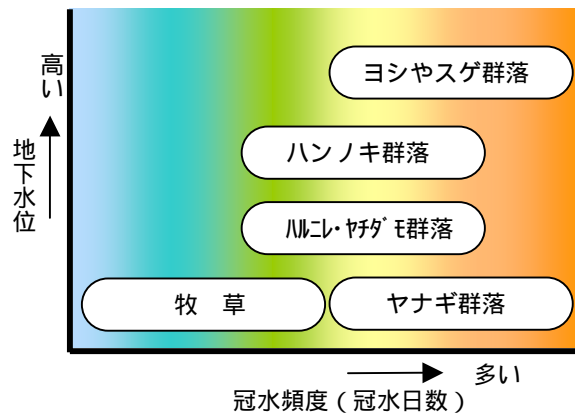 高い
地下水位
ヨシやスゲ群落
ハンノキ群落
ﾊﾙﾆﾚ･ﾔﾁﾀﾞﾓ群落
牧　草
ヤナギ群落
多い
冠水頻度（冠水日数）